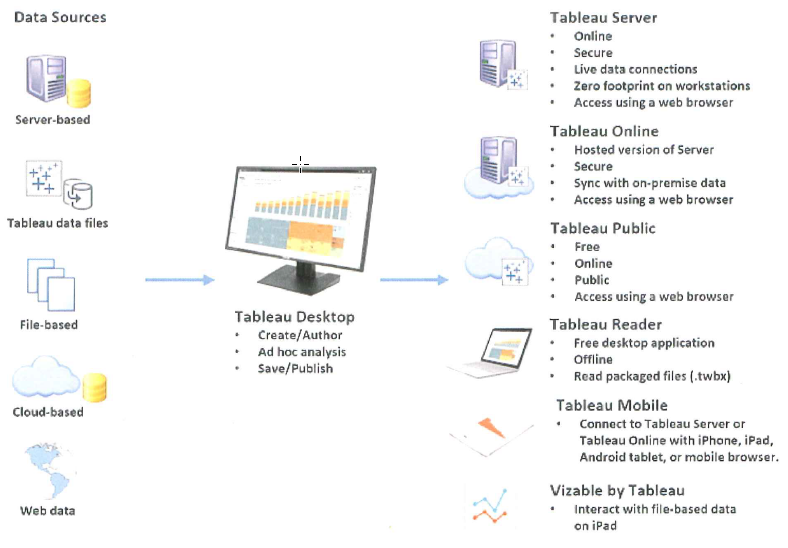 Data Sources
Server-based
Tableau data files
File-based
Cloud-based
Web data
Tableau Desktop
• Create/Author
• Ad hoc analysis
• Save/Publish
Tableau Server
• Online
• Secure
• Live data connections
• Zero footprint on workstations
• Access using a web browser
Tableau Online
• Hosted version of Server
• Secure
• Sync with on-premise data
• Access using a web browser
Tableau Public
• Free
• Online
• Public
• Access using a web browser
Tableau Reader
• Free desktop application
• Offline
• Read packaged files (.twbx)
Tableau Mobile
• Connect to Tableau Server or
Tableau Online with iPhone, iPad,
Android tablet, or mobile browser.
Vizable by Tableau
• Interact with file-based data
on iPad